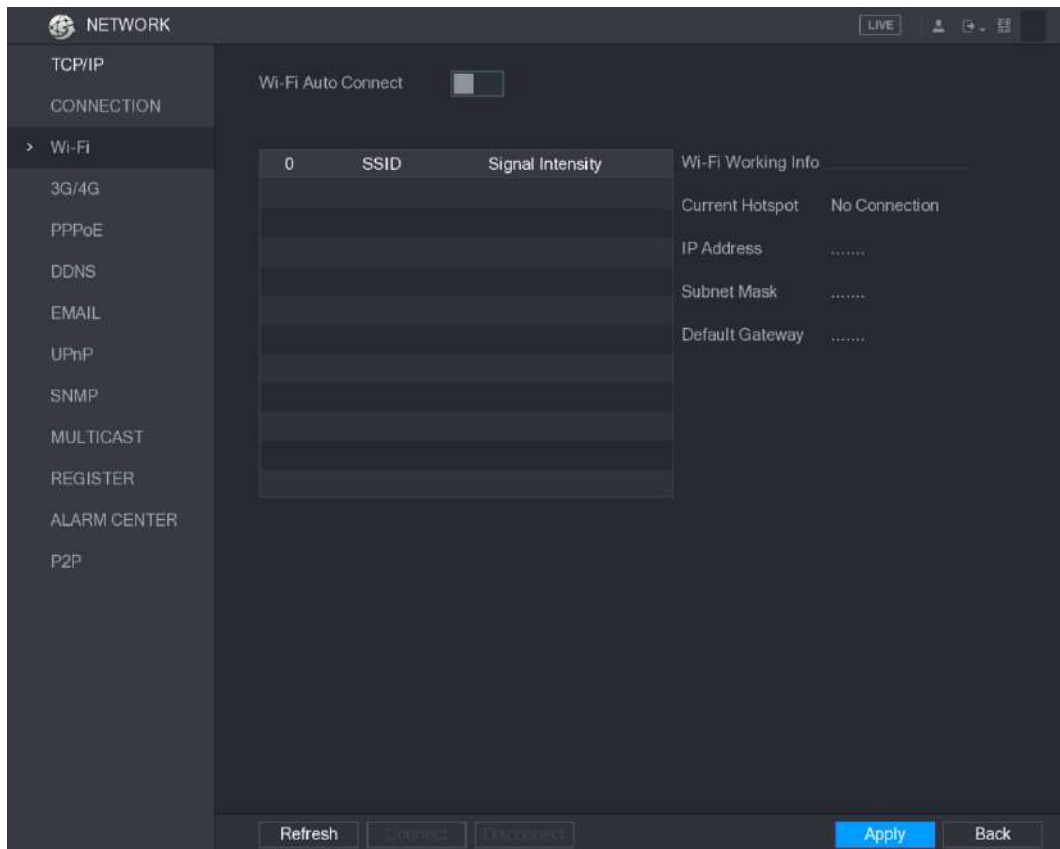 NETWORK
LIVE
TCP/IP
CONNECTION
> Wi-Fi
3G/4G
PPPoE
DDNS
EMAIL
UPnP
SNMP
MULTICAST
REGISTER
ALARM CENTER
P2P
Wi-Fi Auto Connect
0 SSID Signal Intensity
Wi-Fi Working Info
Current Hotspot No Connection
IP Address .......
Subnet Mask .......
Default Gateway .......
Refresh Connect Disconnect Apply Back